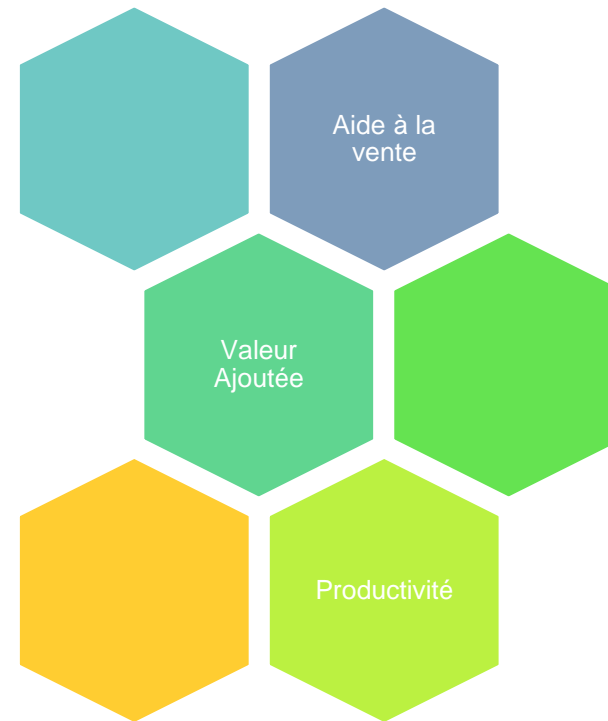 Aide à la
vente
Valeur
Ajoutée
Productivité